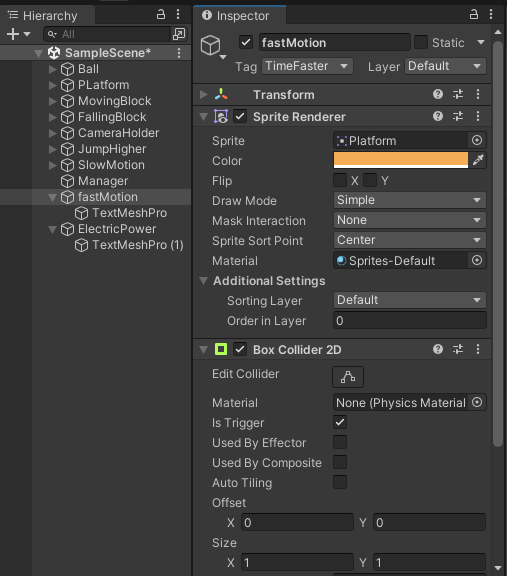 Hierarchy
All
SampleScene*
Ball
PLatform
MovingBlock
FallingBlock
CameraHolder
JumpHigher
SlowMotion
Manager
fastMotion
TextMeshPro
ElectricPower
TextMeshPro (1)
Inspector
fastMotion Static
Tag TimeFaster Layer Default
Transform
Sprite Renderer
Sprite Platform
Color
Flip X Y
Draw Mode Simple
Mask Interaction None
Sprite Sort Point Center
Material Sprites-Default
Additional Settings
Sorting Layer Default
Order in Layer 0
Box Collider 2D
Edit Collider
Material None (Physics Material
Is Trigger
Used By Effector
Used By Composite
Auto Tiling
Offset
X 0 Y 0
Size
X 1 Y 1